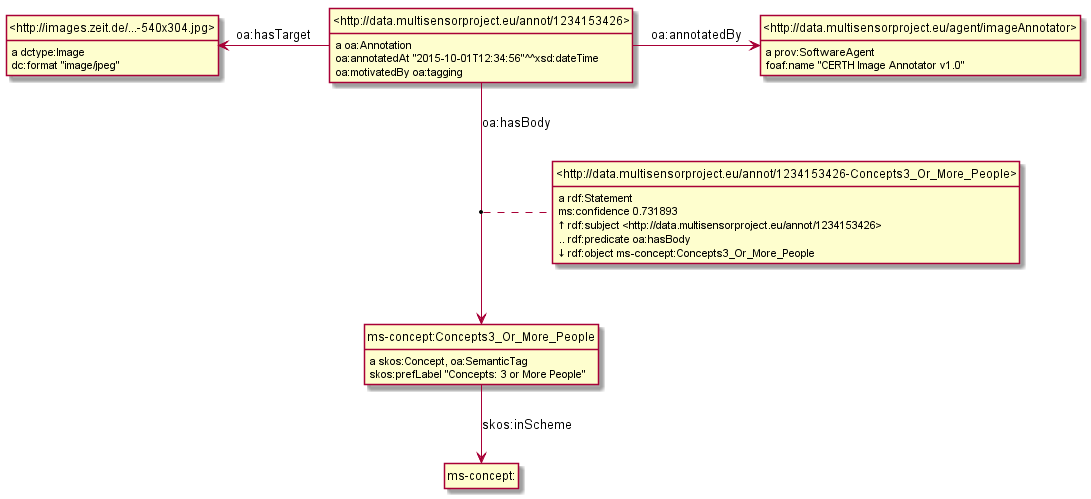 <http://images.zeit.de/...-540x304.jpg>
a dctype:Image
dc:format "image/jpeg"
oa:hasTarget
<http://data.multisensorproject.eu/annot/1234153426>
a oa:Annotation
oa:annotatedAt "2015-10-01T12:34:56"^^xsd:dateTime
oa:motivatedBy oa:tagging
oa:annotatedBy
<http://data.multisensorproject.eu/agent/imageAnnotator>
a prov:SoftwareAgent
foaf:name "CERTH Image Annotator v1.0"
oa:hasBody
<http://data.multisensorproject.eu/annot/1234153426-Concepts3_Or_More_People>
a rdf:Statement
ms:confidence 0.731893
↑ rdf:subject <http://data.multisensorproject.eu/annot/1234153426>
.. rdf:predicate oa:hasBody
↓ rdf:object ms-concept:Concepts3_Or_More_People
ms-concept:Concepts3_Or_More_People
a skos:Concept, oa:SemanticTag
skos:prefLabel "Concepts: 3 or More People"
skos:inScheme
ms-concept: